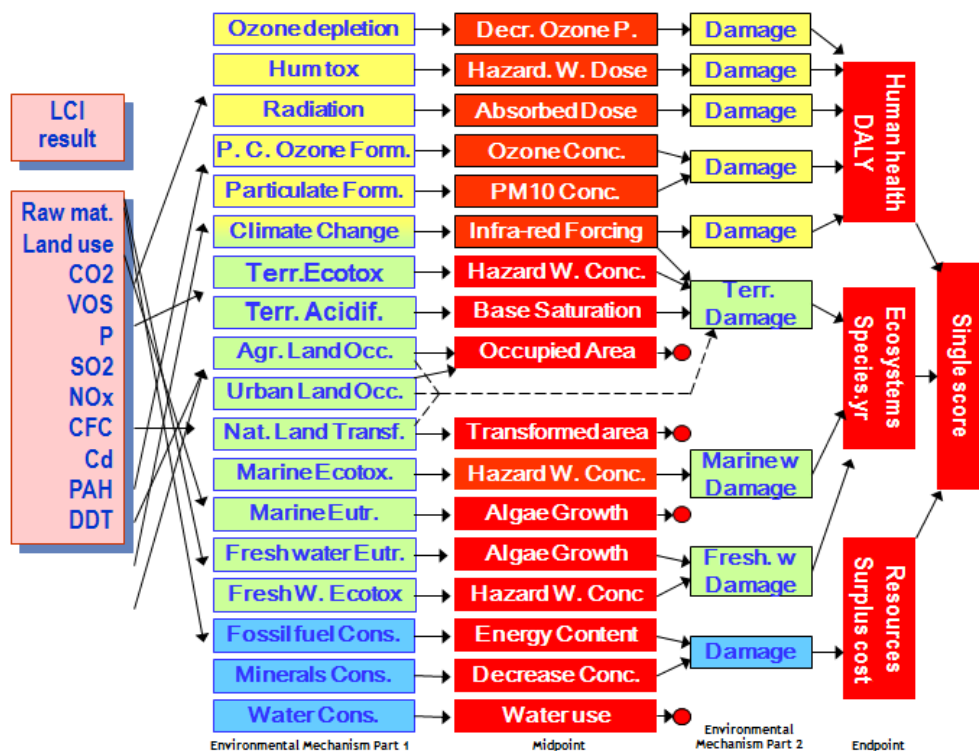 LCI
result
Raw mat.
Land use
CO2
VOS
P
SO2
NOx
CFC
Cd
PAH
DDT
Ozone depletion
Hum tox
Radiation
P. C. Ozone Form.
Particulate Form.
Climate Change
Terr.Ecotox
Terr. Acidif.
Agr. Land Occ.
Urban Land Occ.
Nat. Land Transf.
Marine Ecotox.
Marine Eutr.
Fresh water Eutr.
Fresh W. Ecotox
Fossil fuel Cons.
Minerals Cons.
Water Cons.
Environmental Mechanism Part 1
Decr. Ozone P.
Hazard. W. Dose
Absorbed Dose
Ozone Conc.
PM10 Conc.
Infra-red Forcing
Hazard W. Conc.
Base Saturation
Occupied Area
Transformed area
Hazard W. Conc.
Algae Growth
Algae Growth
Hazard W. Conc
Energy Content
Decrease Conc.
Water use
Midpoint
Damage
Damage
Damage
Damage
Damage
Terr.
Damage
Marine w
Damage
Fresh. w
Damage
Damage
Environmental
Mechanism Part 2
Human health
DALY
Ecosystems
Species.yr
Resources
Surplus cost
Endpoint
Single score